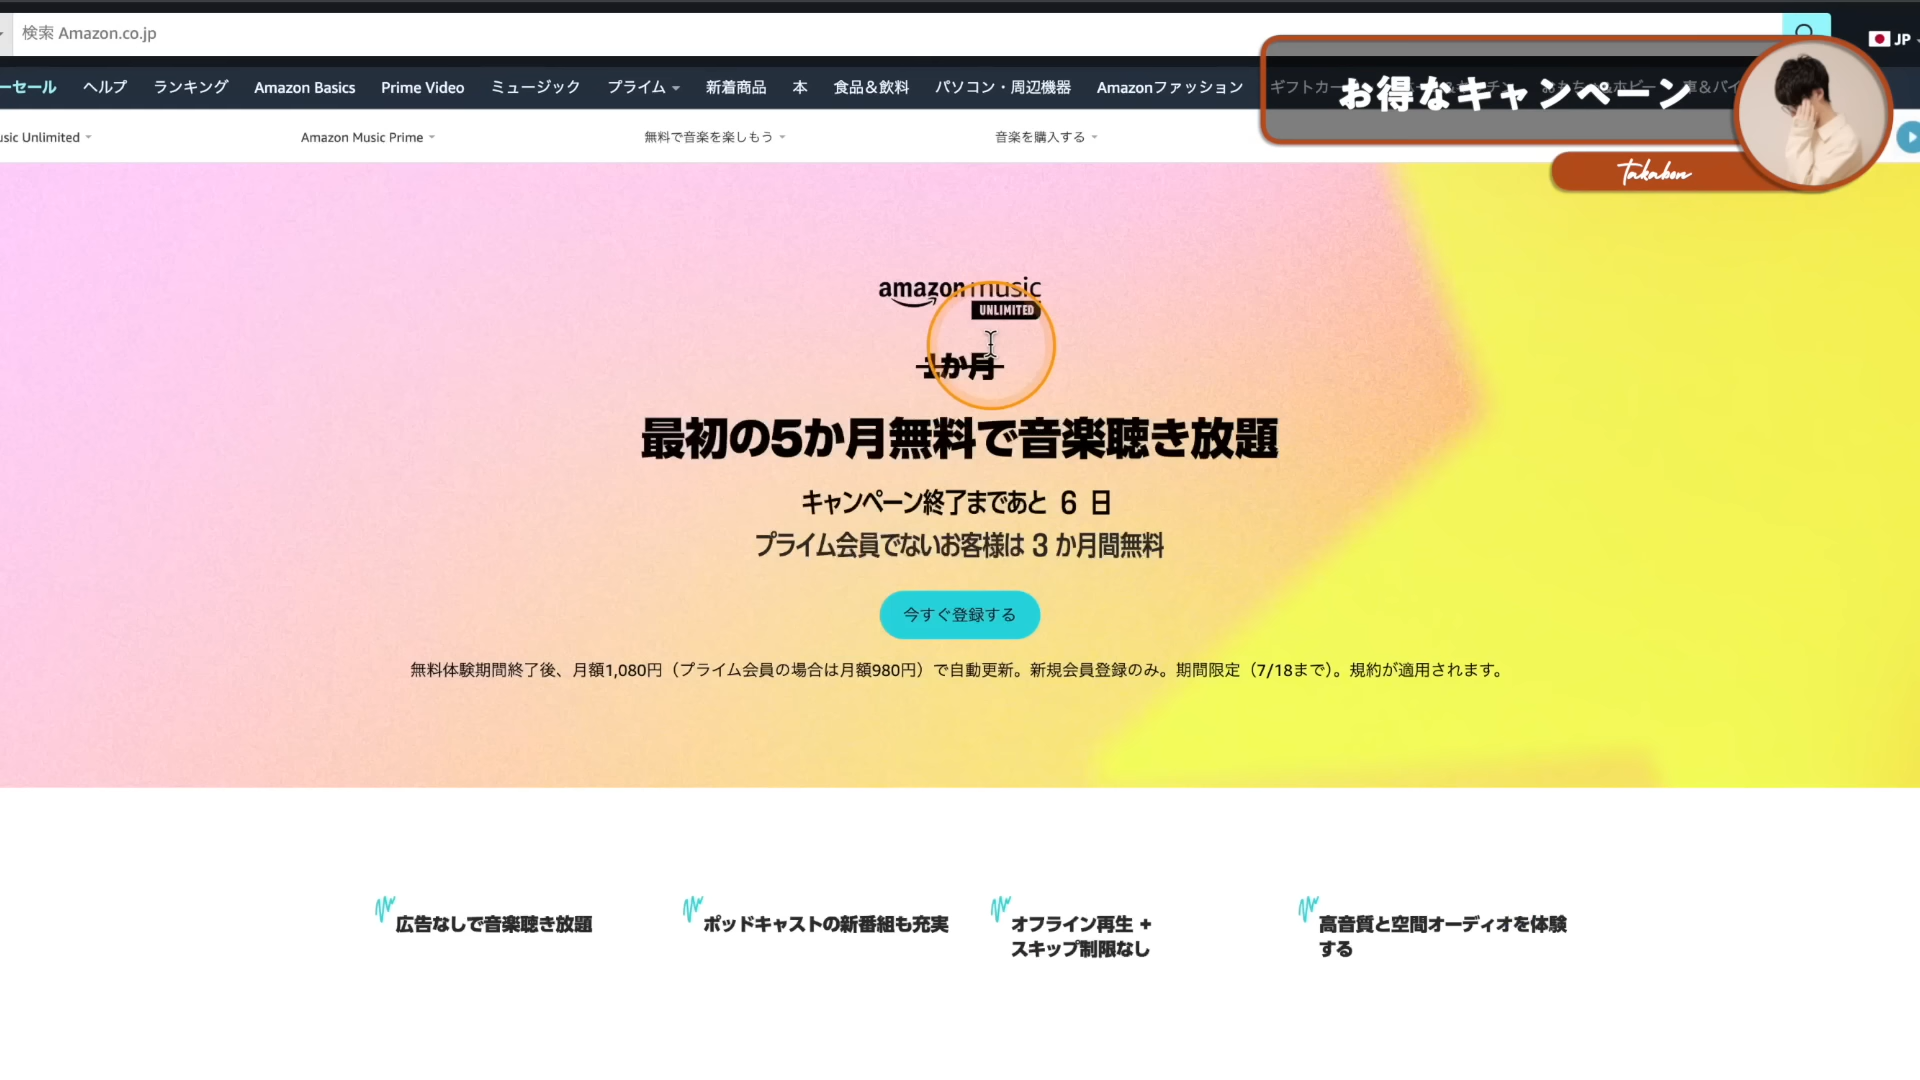 検索 Amazon.co.jp
JP
ーセール ヘルプ ランキング Amazon Basics Prime Video ミュージック プライム 新着商品 本 食品＆飲料 パソコン・周辺機器 Amazonファッション ギフトカー
お得なキャンペーン
usic Unlimited Amazon Music Prime 無料で音楽を楽しもう 音楽を購入する
Takabon
amazon music
UNLIMITED
1か月
最初の5か月無料で音楽聴き放題
キャンペーン終了まであと 6 日
プライム会員でないお客様は 3 か月間無料
今すぐ登録する
無料体験期間終了後、月額1,080円（プライム会員の場合は月額980円）で自動更新。新規会員登録のみ。期間限定（7/18まで）。規約が適用されます。
広告なしで音楽聴き放題
ポッドキャストの新番組も充実
オフライン再生 +
スキップ制限なし
高音質と空間オーディオを体験
する